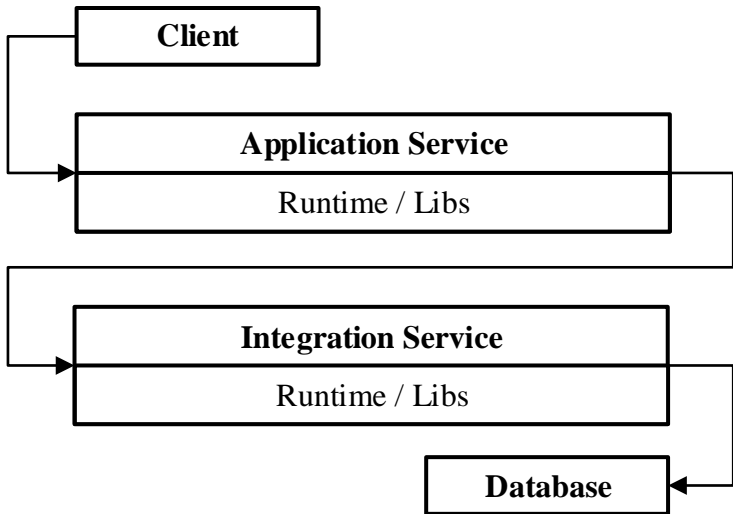 Client
Application Service
Runtime / Libs
Integration Service
Runtime / Libs
Database